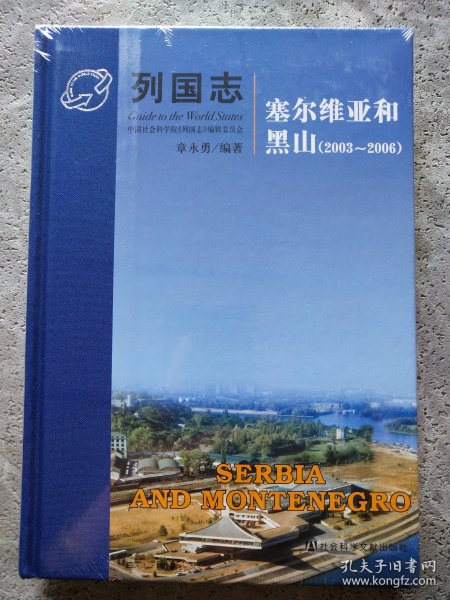 列国志
Guide to the World States
中国社会科学院《列国志》编辑委员会
章永勇/编著
塞尔维亚和
黑山(2003~2006)
SERBIA
AND MONTENEGRO
社会科学文献出版社
孔夫子旧书网
www.kongfz.com